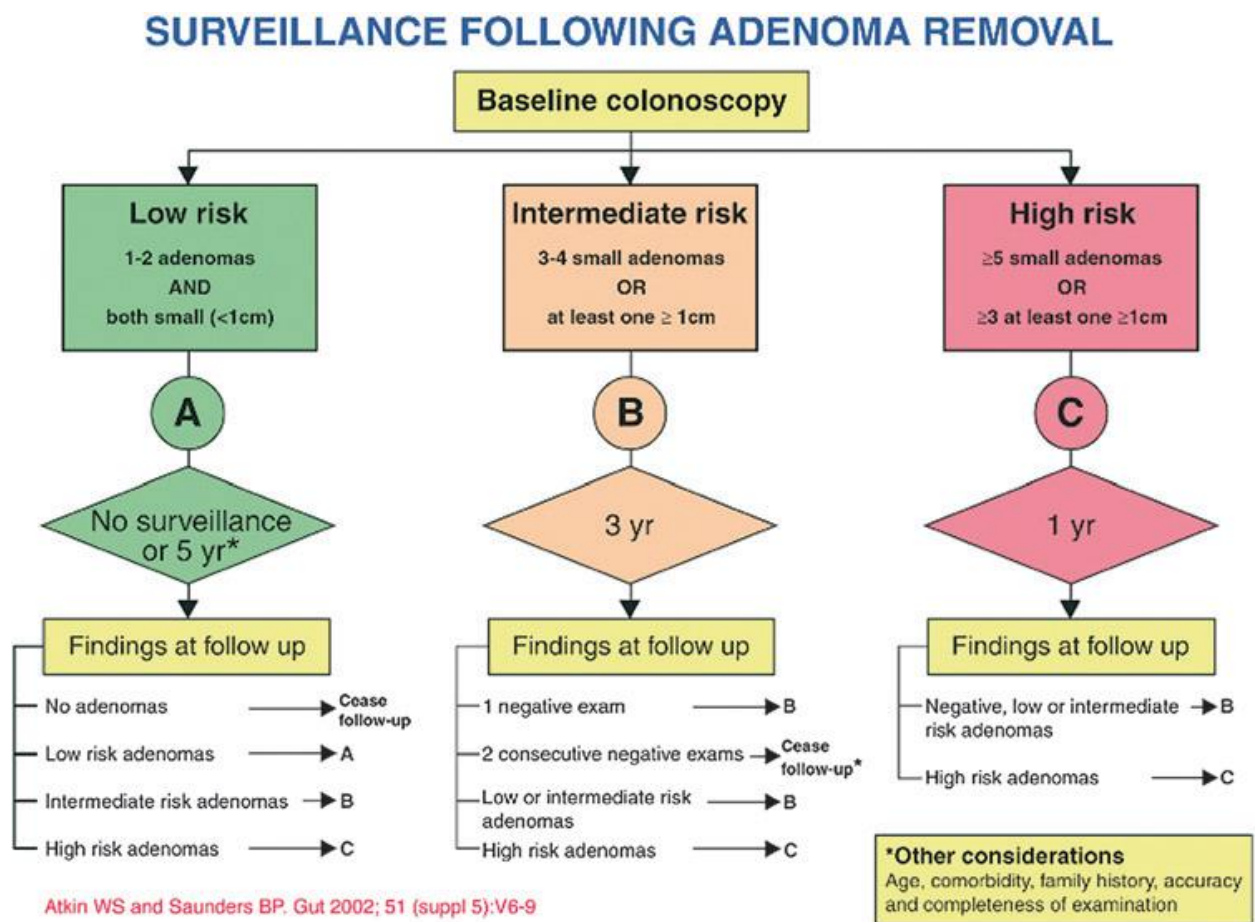 SURVEILLANCE FOLLOWING ADENOMA REMOVAL
Baseline colonoscopy
Low risk
1-2 adenomas
AND
both small (<1cm)
A
No surveillance
or 5 yr*
Findings at follow up
No adenomas
Cease
follow-up
Low risk adenomas
A
Intermediate risk adenomas
B
High risk adenomas
C
Intermediate risk
3-4 small adenomas
OR
at least one ≥ 1cm
B
3 yr
Findings at follow up
1 negative exam
B
2 consecutive negative exams
Cease
follow-up*
Low or intermediate risk
adenomas
B
High risk adenomas
C
High risk
≥5 small adenomas
OR
≥3 at least one ≥1cm
C
1 yr
Findings at follow up
Negative, low or intermediate
risk adenomas
B
High risk adenomas
C
*Other considerations
Age, comorbidity, family history, accuracy
and completeness of examination
Atkin WS and Saunders BP. Gut 2002; 51 (suppl 5):V6-9